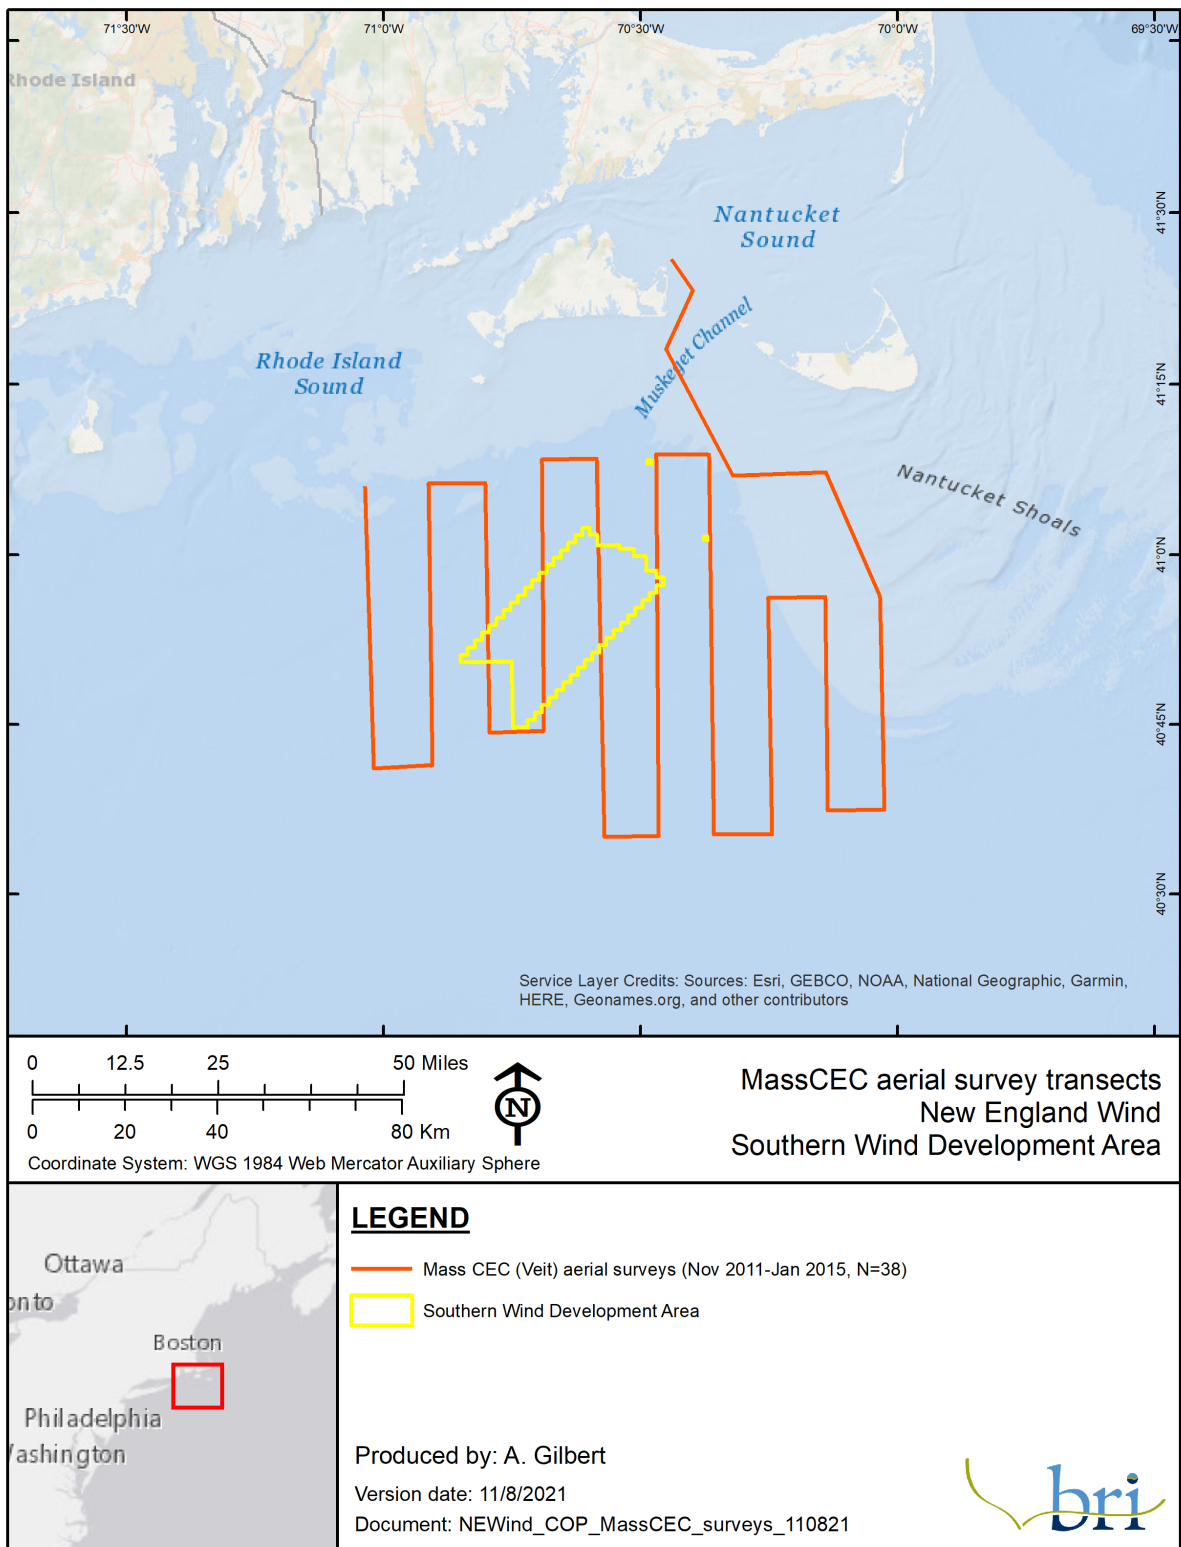 71°30'W
71°0'W
70°30'W
70°0'W
69°30'W
Rhode Island
41°30'N
Nantucket
Sound
Muskeget Channel
Rhode Island
Sound
41°15'N
Nantucket Shoals
41°0'N
40°45'N
40°30'N
Service Layer Credits: Sources: Esri, GEBCO, NOAA, National Geographic, Garmin,
HERE, Geonames.org, and other contributors
0 12.5 25 50 Miles
0 20 40 80 Km
N
Coordinate System: WGS 1984 Web Mercator Auxiliary Sphere
MassCEC aerial survey transects
New England Wind
Southern Wind Development Area
Ottawa
onto
Boston
Philadelphia
ashington
LEGEND
Mass CEC (Veit) aerial surveys (Nov 2011-Jan 2015, N=38)
Southern Wind Development Area
Produced by: A. Gilbert
Version date: 11/8/2021
Document: NEWind_COP_MassCEC_surveys_110821
bri